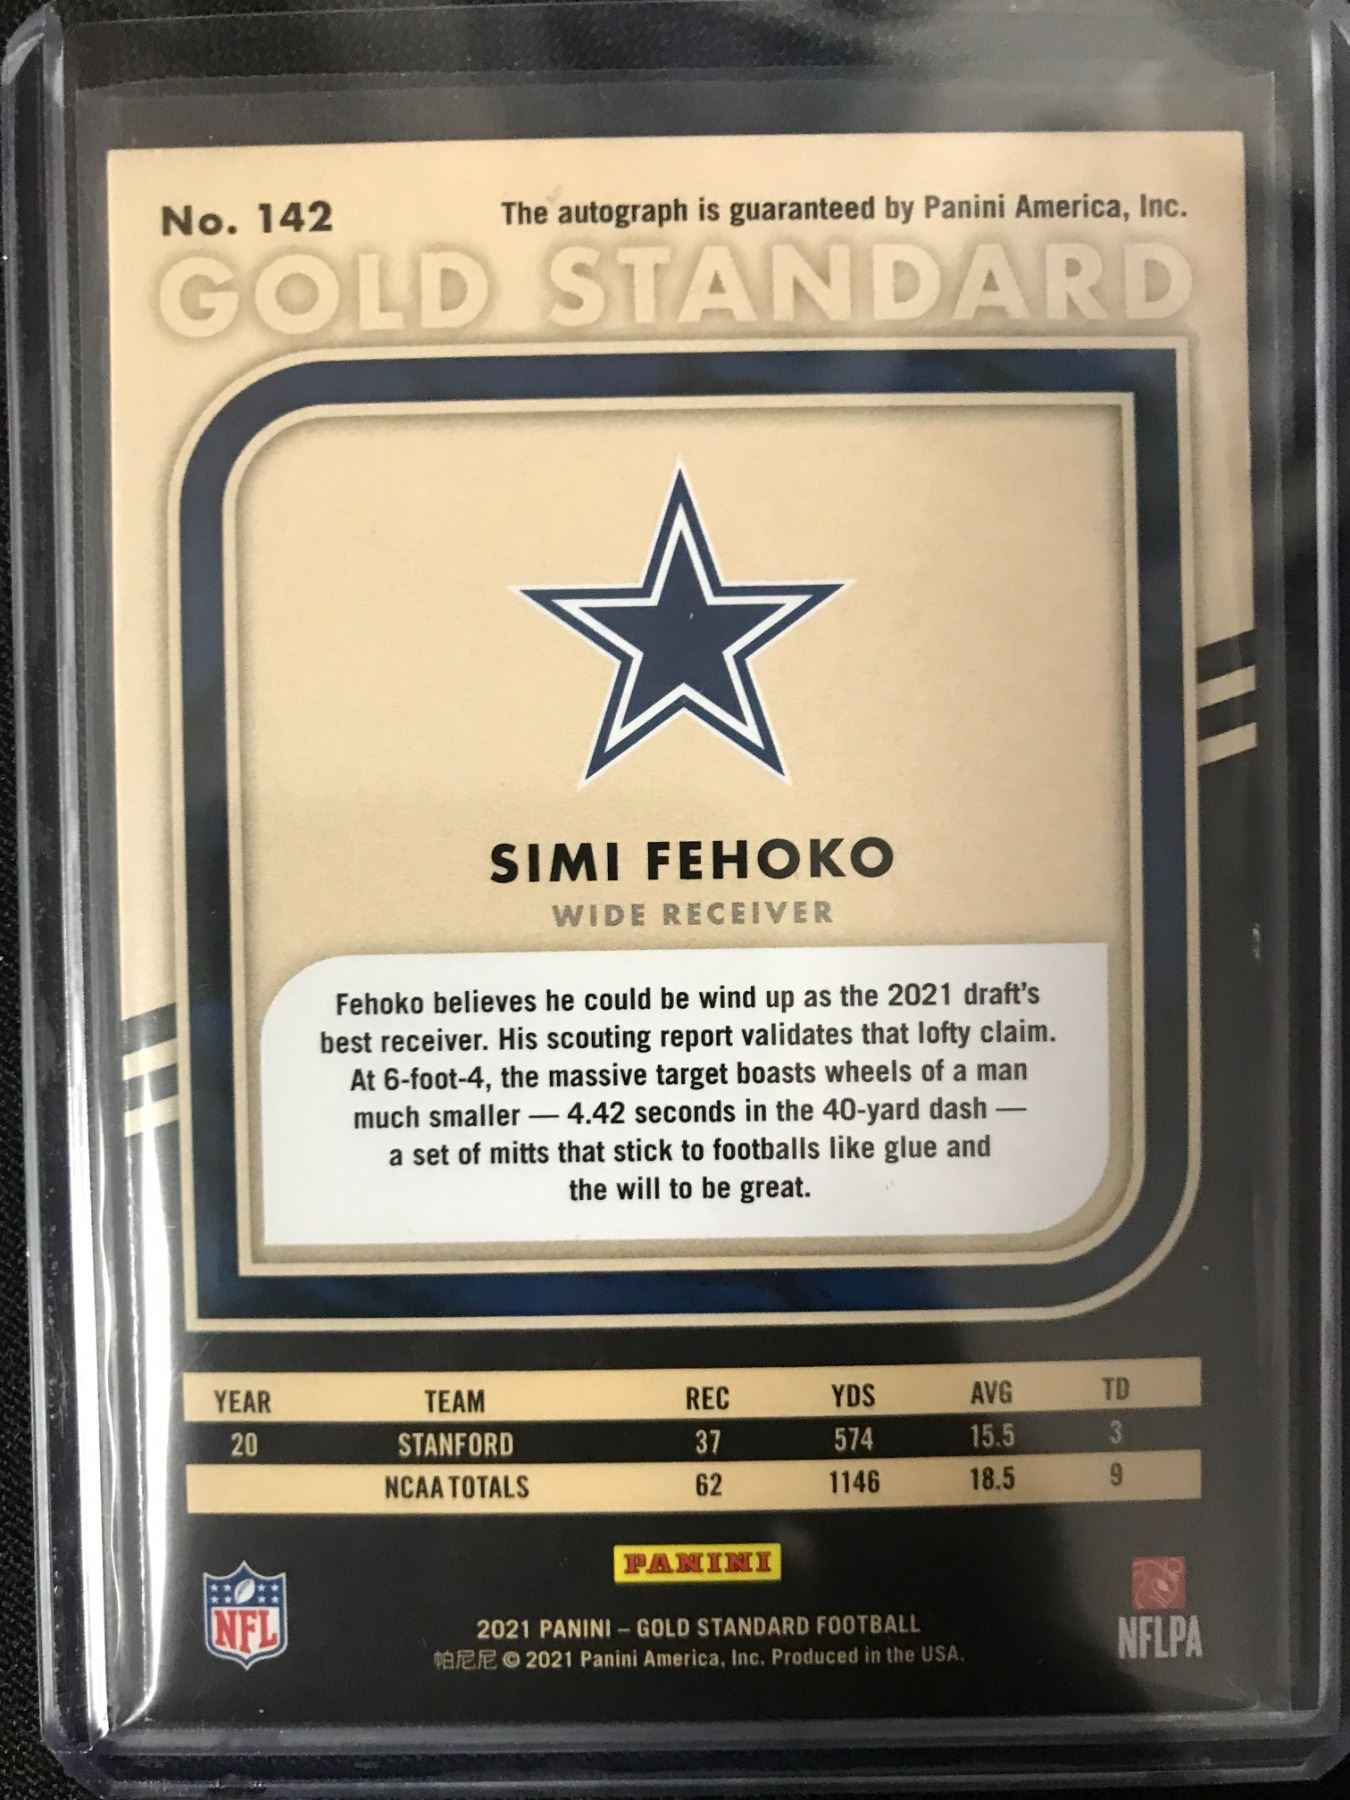 No. 142
The autograph is guaranteed by Panini America, Inc.
GOLD STANDARD
SIMI FEHOKO
WIDE RECEIVER
Fehoko believes he could be wind up as the 2021 draft's
best receiver. His scouting report validates that lofty claim.
At 6-foot-4, the massive target boasts wheels of a man
much smaller — 4.42 seconds in the 40-yard dash —
a set of mitts that stick to footballs like glue and
the will to be great.
YEAR TEAM REC YDS AVG TD
20 STANFORD 37 574 15.5 3
NCAA TOTALS 62 1146 18.5 9
PANINI
NFL
NFLPA
2021 PANINI – GOLD STANDARD FOOTBALL
帕尼尼 © 2021 Panini America, Inc. Produced in the USA.